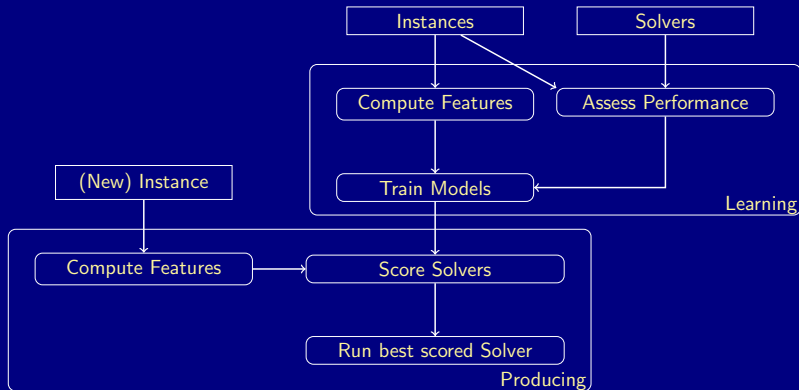 Instances
Solvers
Compute Features
Assess Performance
(New) Instance
Train Models
Learning
Compute Features
Score Solvers
Run best scored Solver
Producing